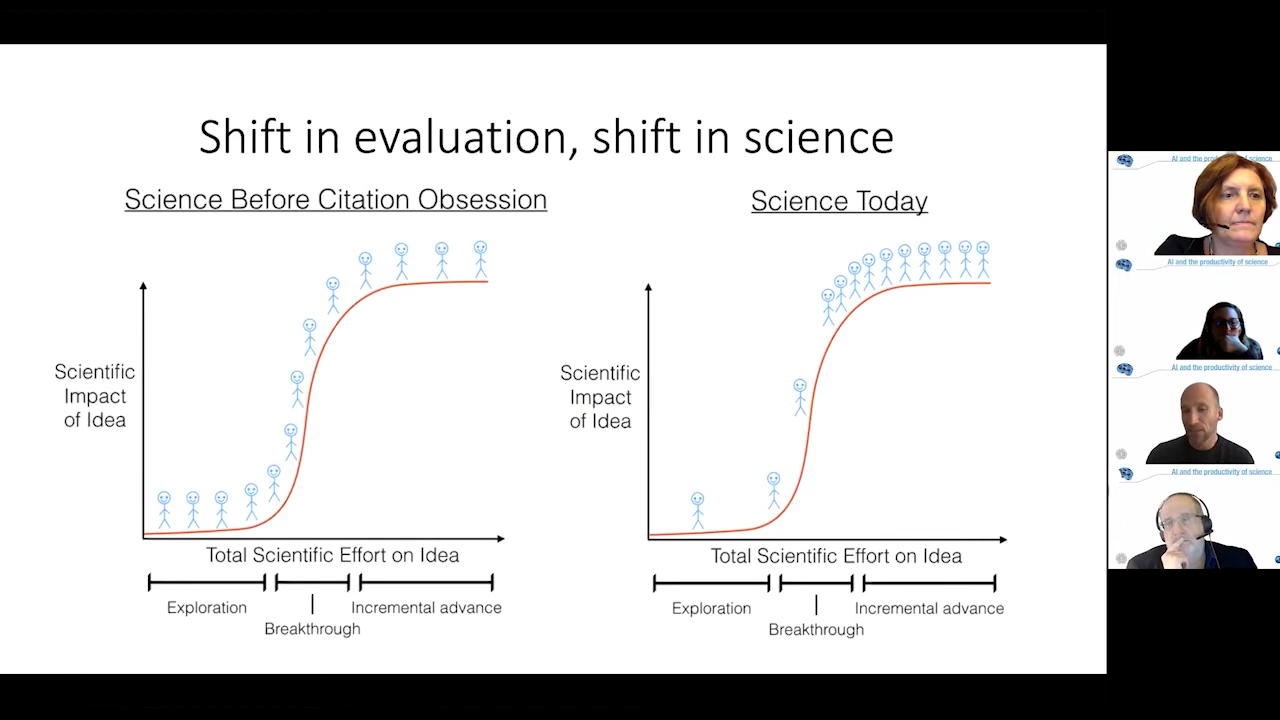 Shift in evaluation, shift in science
Science Before Citation Obsession
Scientific
Impact
of Idea
Total Scientific Effort on Idea
Exploration
Breakthrough
Incremental advance
Science Today
Scientific
Impact
of Idea
Total Scientific Effort on Idea
Exploration
Breakthrough
Incremental advance
AI and the pro of science
AI and the productivity of science
AI and the productivity of science
AI and the productivity of science